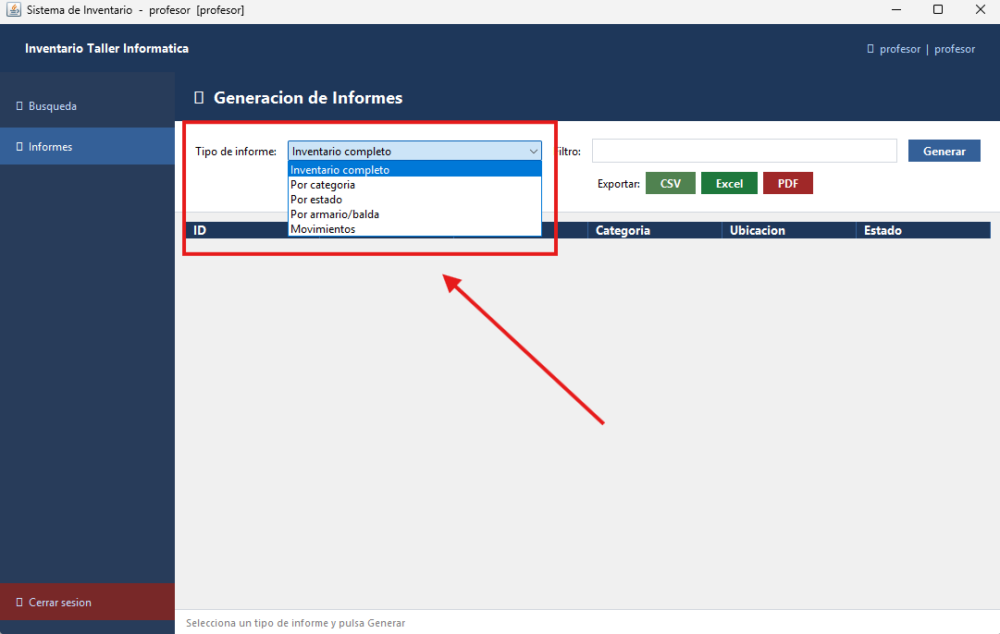 Sistema de Inventario - profesor [profesor]
Inventario Taller Informatica
profesor | profesor
Busqueda
Informes
Generacion de Informes
Tipo de informe: Inventario completo
iltro:
Generar
Inventario completo
Por categoria
Por estado
Por armario/balda
Movimientos
Exportar: CSV Excel PDF
ID Categoria Ubicacion Estado
Cerrar sesion
Selecciona un tipo de informe y pulsa Generar